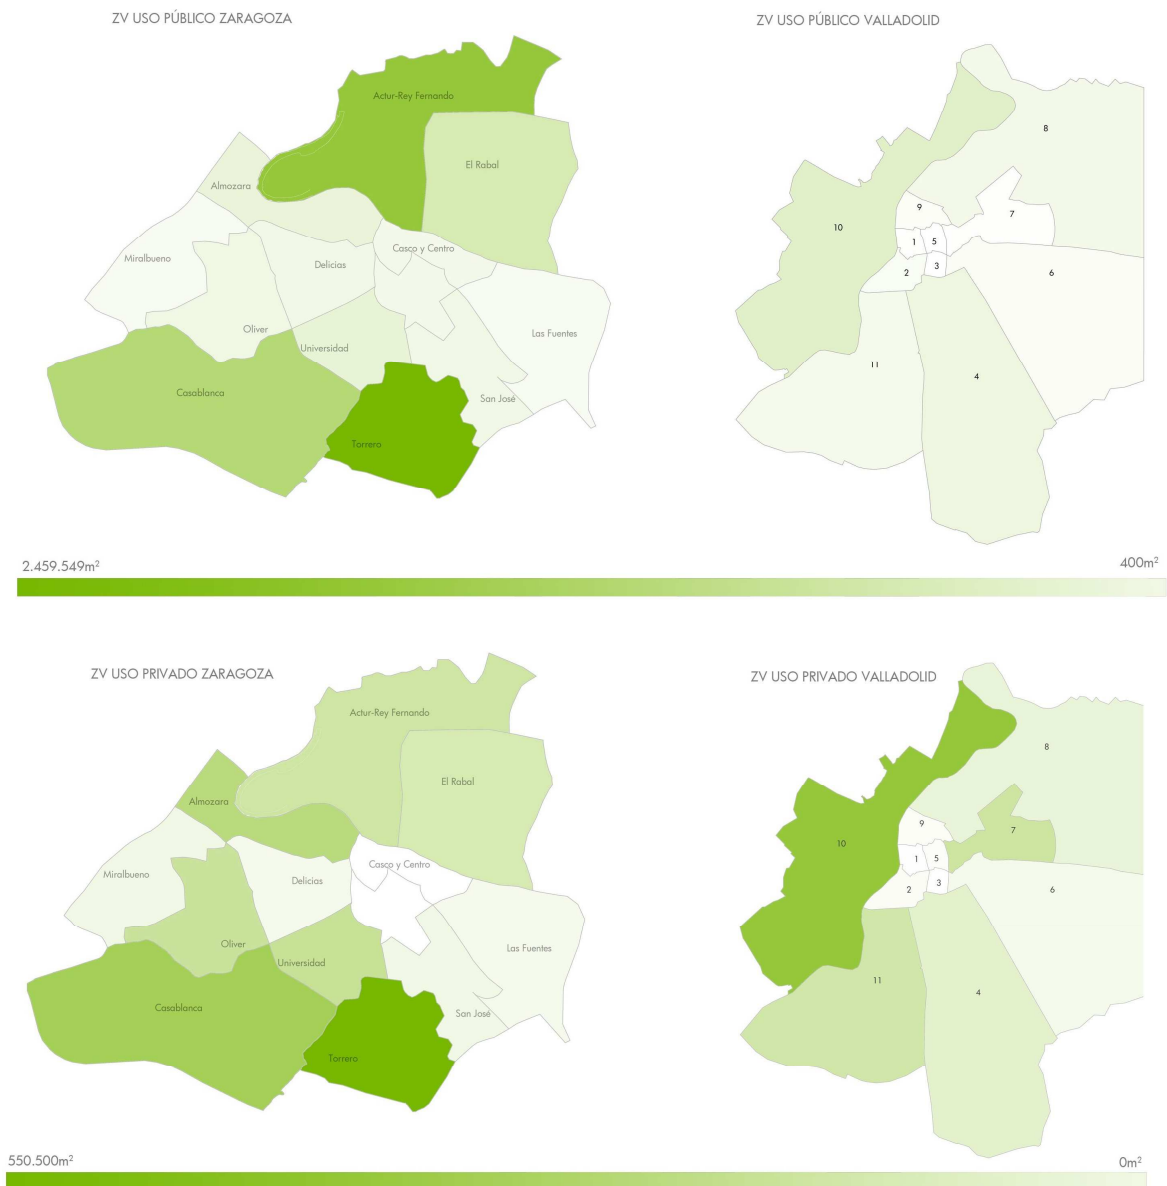 ZV USO PÚBLICO ZARAGOZA
ZV USO PÚBLICO VALLADOLID
Actur-Rey Fernando
El Rabal
Almozara
Casco y Centro
Miralbueno
Delicias
Oliver
Universidad
Las Fuentes
Casablanca
San José
Torrero
8
9
7
10
1
5
2
3
6
11
4
2.459.549m²
400m²
ZV USO PRIVADO ZARAGOZA
ZV USO PRIVADO VALLADOLID
Actur-Rey Fernando
El Rabal
Almozara
Casco y Centro
Miralbueno
Delicias
Oliver
Universidad
Las Fuentes
Casablanca
San José
Torrero
8
9
7
10
1
5
2
3
6
11
4
550.500m²
0m²